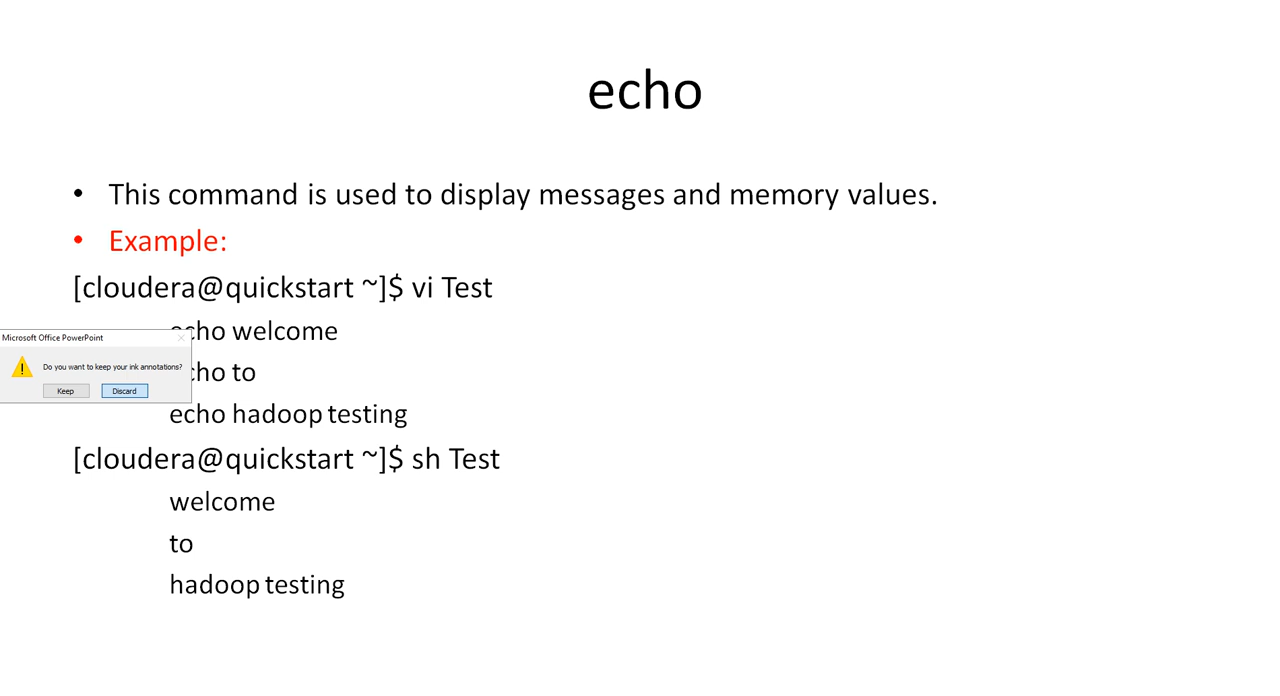 echo
• This command is used to display messages and memory values.
• Example:
[cloudera@quickstart ~]$ vi Test
echo welcome
Microsoft Office PowerPoint
Do you want to keep your ink annotations?
echo to
Keep Discard
echo hadoop testing
[cloudera@quickstart ~]$ sh Test
welcome
to
hadoop testing